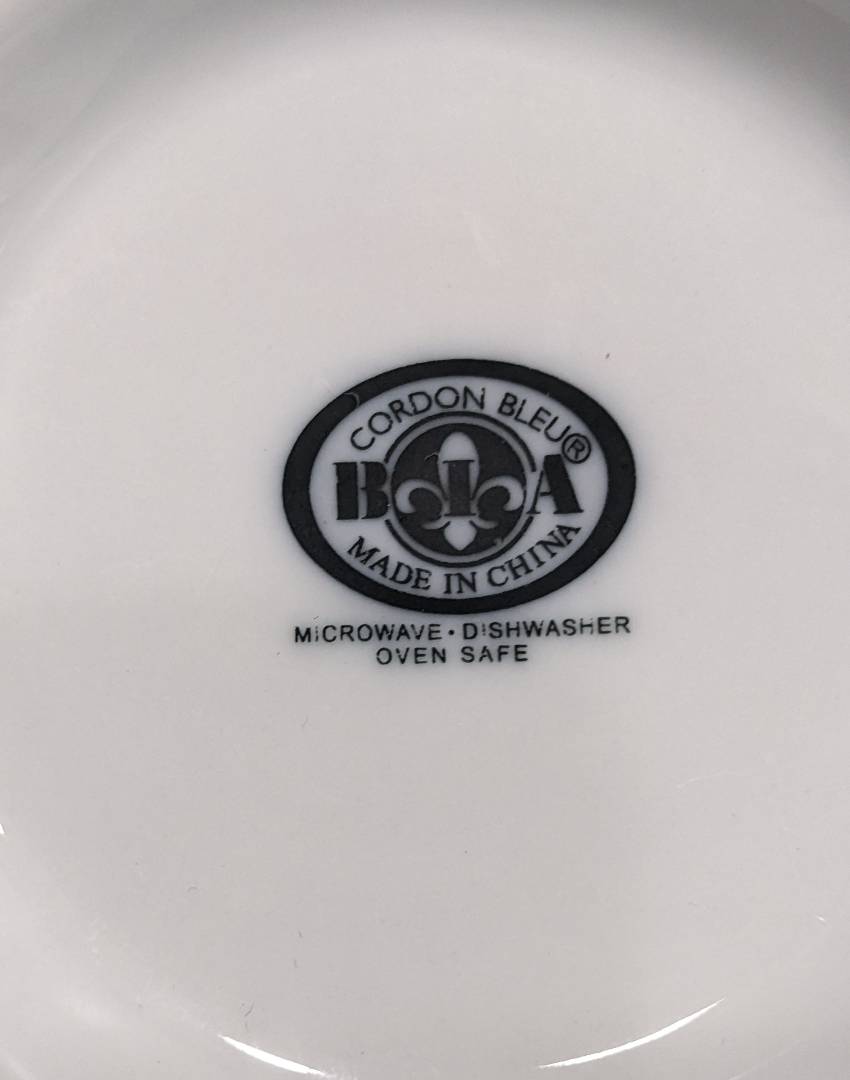 CORDON BLEU®
BIA
MADE IN CHINA
MICROWAVE • DISHWASHER
OVEN SAFE